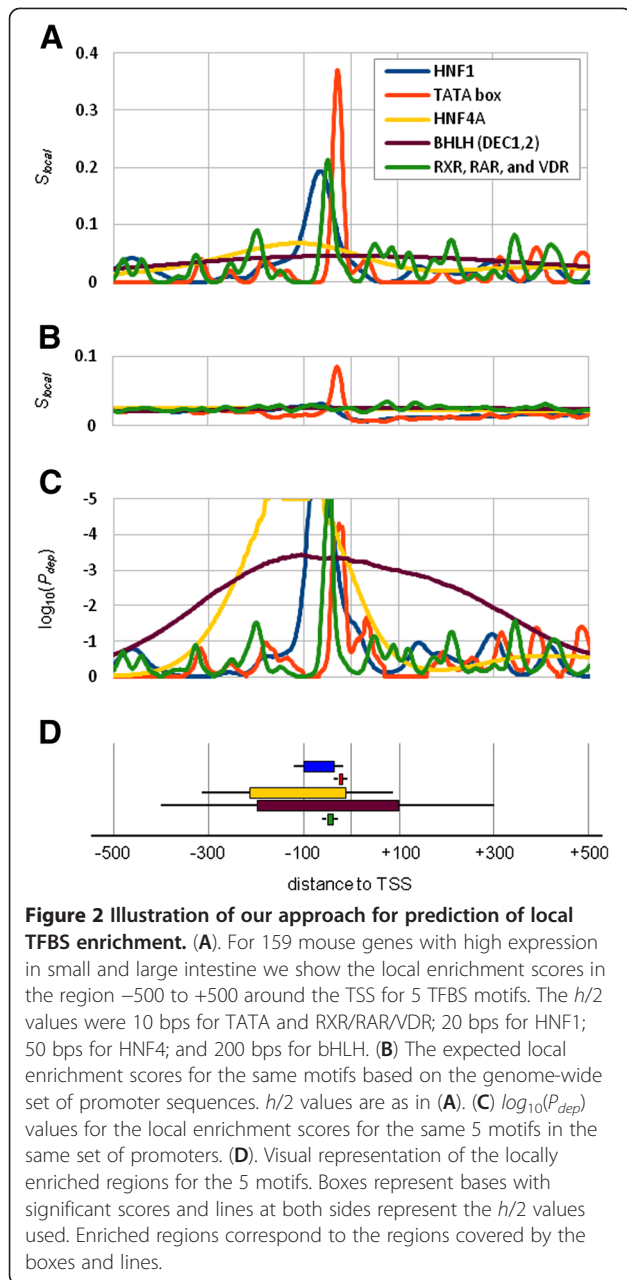 A
S_local
0.4
0.3
0.2
0.1
0
HNF1
TATA box
HNF4A
BHLH (DEC1,2)
RXR, RAR, and VDR
-500
-300
-100
+100
+300
+500
B
S_local
0.1
0
C
log10(P_dep)
-5
-4
-3
-2
-1
0
D
-500
-300
-100
+100
+300
+500
distance to TSS
Figure 2 Illustration of our approach for prediction of local
TFBS enrichment. (A). For 159 mouse genes with high expression
in small and large intestine we show the local enrichment scores in
the region −500 to +500 around the TSS for 5 TFBS motifs. The h/2
values were 10 bps for TATA and RXR/RAR/VDR; 20 bps for HNF1;
50 bps for HNF4; and 200 bps for bHLH. (B) The expected local
enrichment scores for the same motifs based on the genome-wide
set of promoter sequences. h/2 values are as in (A). (C) log10(P_dep)
values for the local enrichment scores for the same 5 motifs in the
same set of promoters. (D). Visual representation of the locally
enriched regions for the 5 motifs. Boxes represent bases with
significant scores and lines at both sides represent the h/2 values
used. Enriched regions correspond to the regions covered by the
boxes and lines.